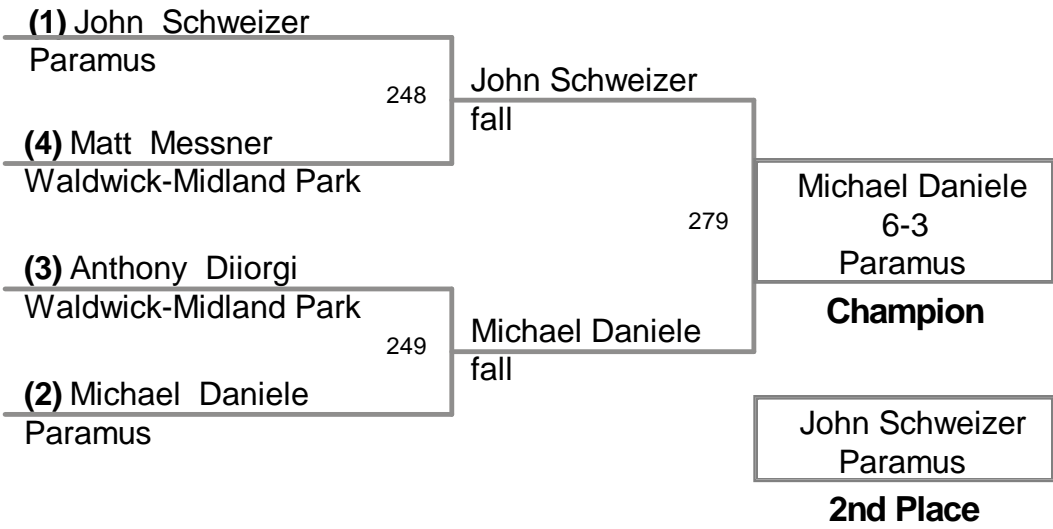 (1) John Schweizer
Paramus
248
(4) Matt Messner
Waldwick-Midland Park
John Schweizer
fall
(3) Anthony Diiorgi
Waldwick-Midland Park
249
(2) Michael Daniele
Paramus
Michael Daniele
fall
279
Michael Daniele
6-3
Paramus
Champion
John Schweizer
Paramus
2nd Place